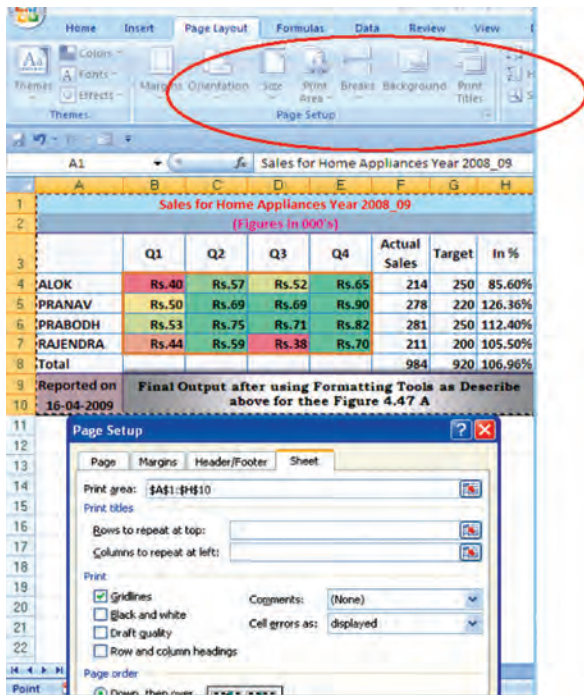 Home Insert Page Layout Formulas Data Review View
Colors
Fonts
Effects
Themes
Margins Orientation Size Print Area Breaks Background Print Titles
Themes Page Setup
A1 fx Sales for Home Appliances Year 2008_09
A B C D E F G H
1 Sales for Home Appliances Year 2008_09
2 (Figures In 000's)
3 Q1 Q2 Q3 Q4 Actual Sales Target In %
4 ALOK Rs.40 Rs.57 Rs.52 Rs.65 214 250 85.60%
5 PRANAV Rs.50 Rs.69 Rs.69 Rs.90 278 220 126.36%
6 PRABODH Rs.53 Rs.75 Rs.71 Rs.82 281 250 112.40%
7 RAJENDRA Rs.44 Rs.59 Rs.38 Rs.70 211 200 105.50%
8 Total 984 920 106.96%
9 Reported on Final Output after using Formatting Tools as Describe
10 16-04-2009 above for thee Figure 4.47 A
11
12
13
14
15
16
17
18
19
20
21
22
Page Setup
Page Margins Header/Footer Sheet
Print area: $A$1:$H$10
Print titles
Rows to repeat at top:
Columns to repeat at left:
Print
Gridlines Comments: (None)
Black and white Cell errors as: displayed
Draft quality
Row and column headings
Page order
Down, then over
Point